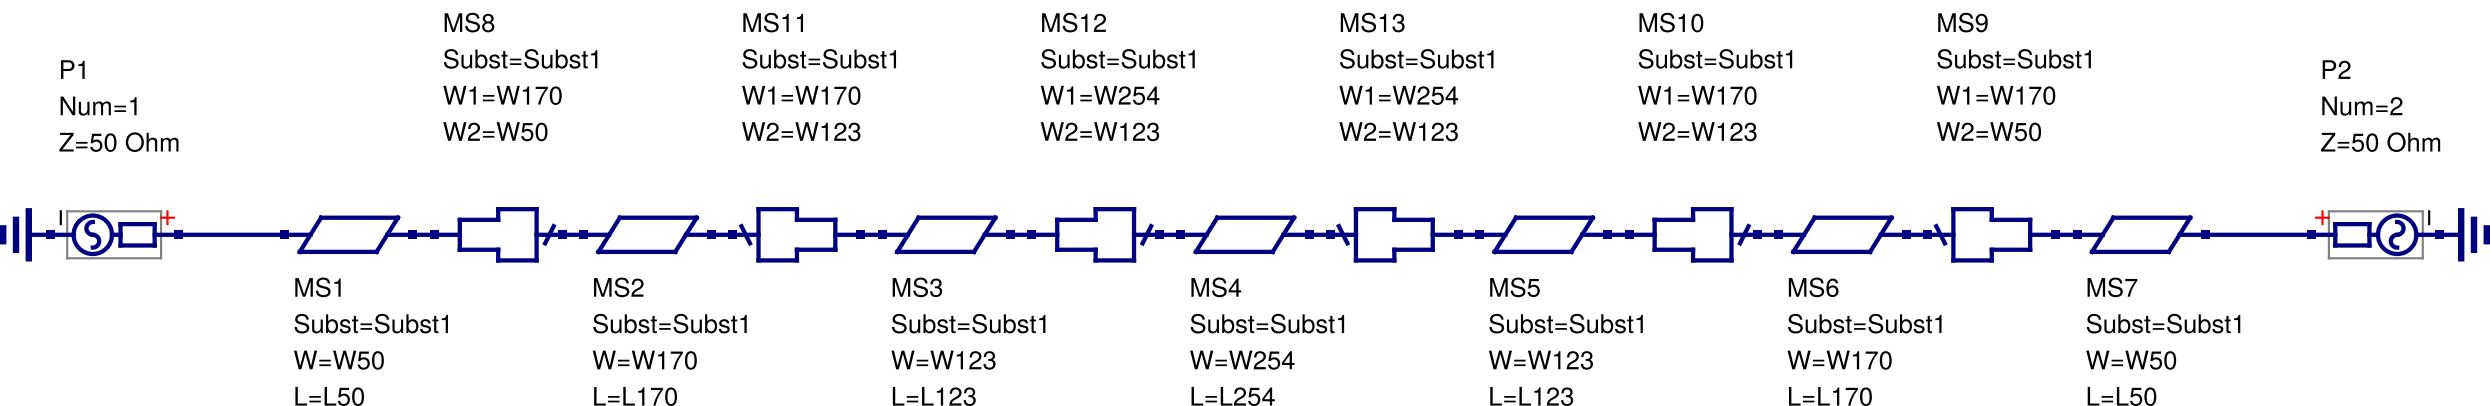 P1
Num=1
Z=50 Ohm
MS8
Subst=Subst1
W1=W170
W2=W50
MS11
Subst=Subst1
W1=W170
W2=W123
MS12
Subst=Subst1
W1=W254
W2=W123
MS13
Subst=Subst1
W1=W254
W2=W123
MS10
Subst=Subst1
W1=W170
W2=W123
MS9
Subst=Subst1
W1=W170
W2=W50
P2
Num=2
Z=50 Ohm
MS1
Subst=Subst1
W=W50
L=L50
MS2
Subst=Subst1
W=W170
L=L170
MS3
Subst=Subst1
W=W123
L=L123
MS4
Subst=Subst1
W=W254
L=L254
MS5
Subst=Subst1
W=W123
L=L123
MS6
Subst=Subst1
W=W170
L=L170
MS7
Subst=Subst1
W=W50
L=L50